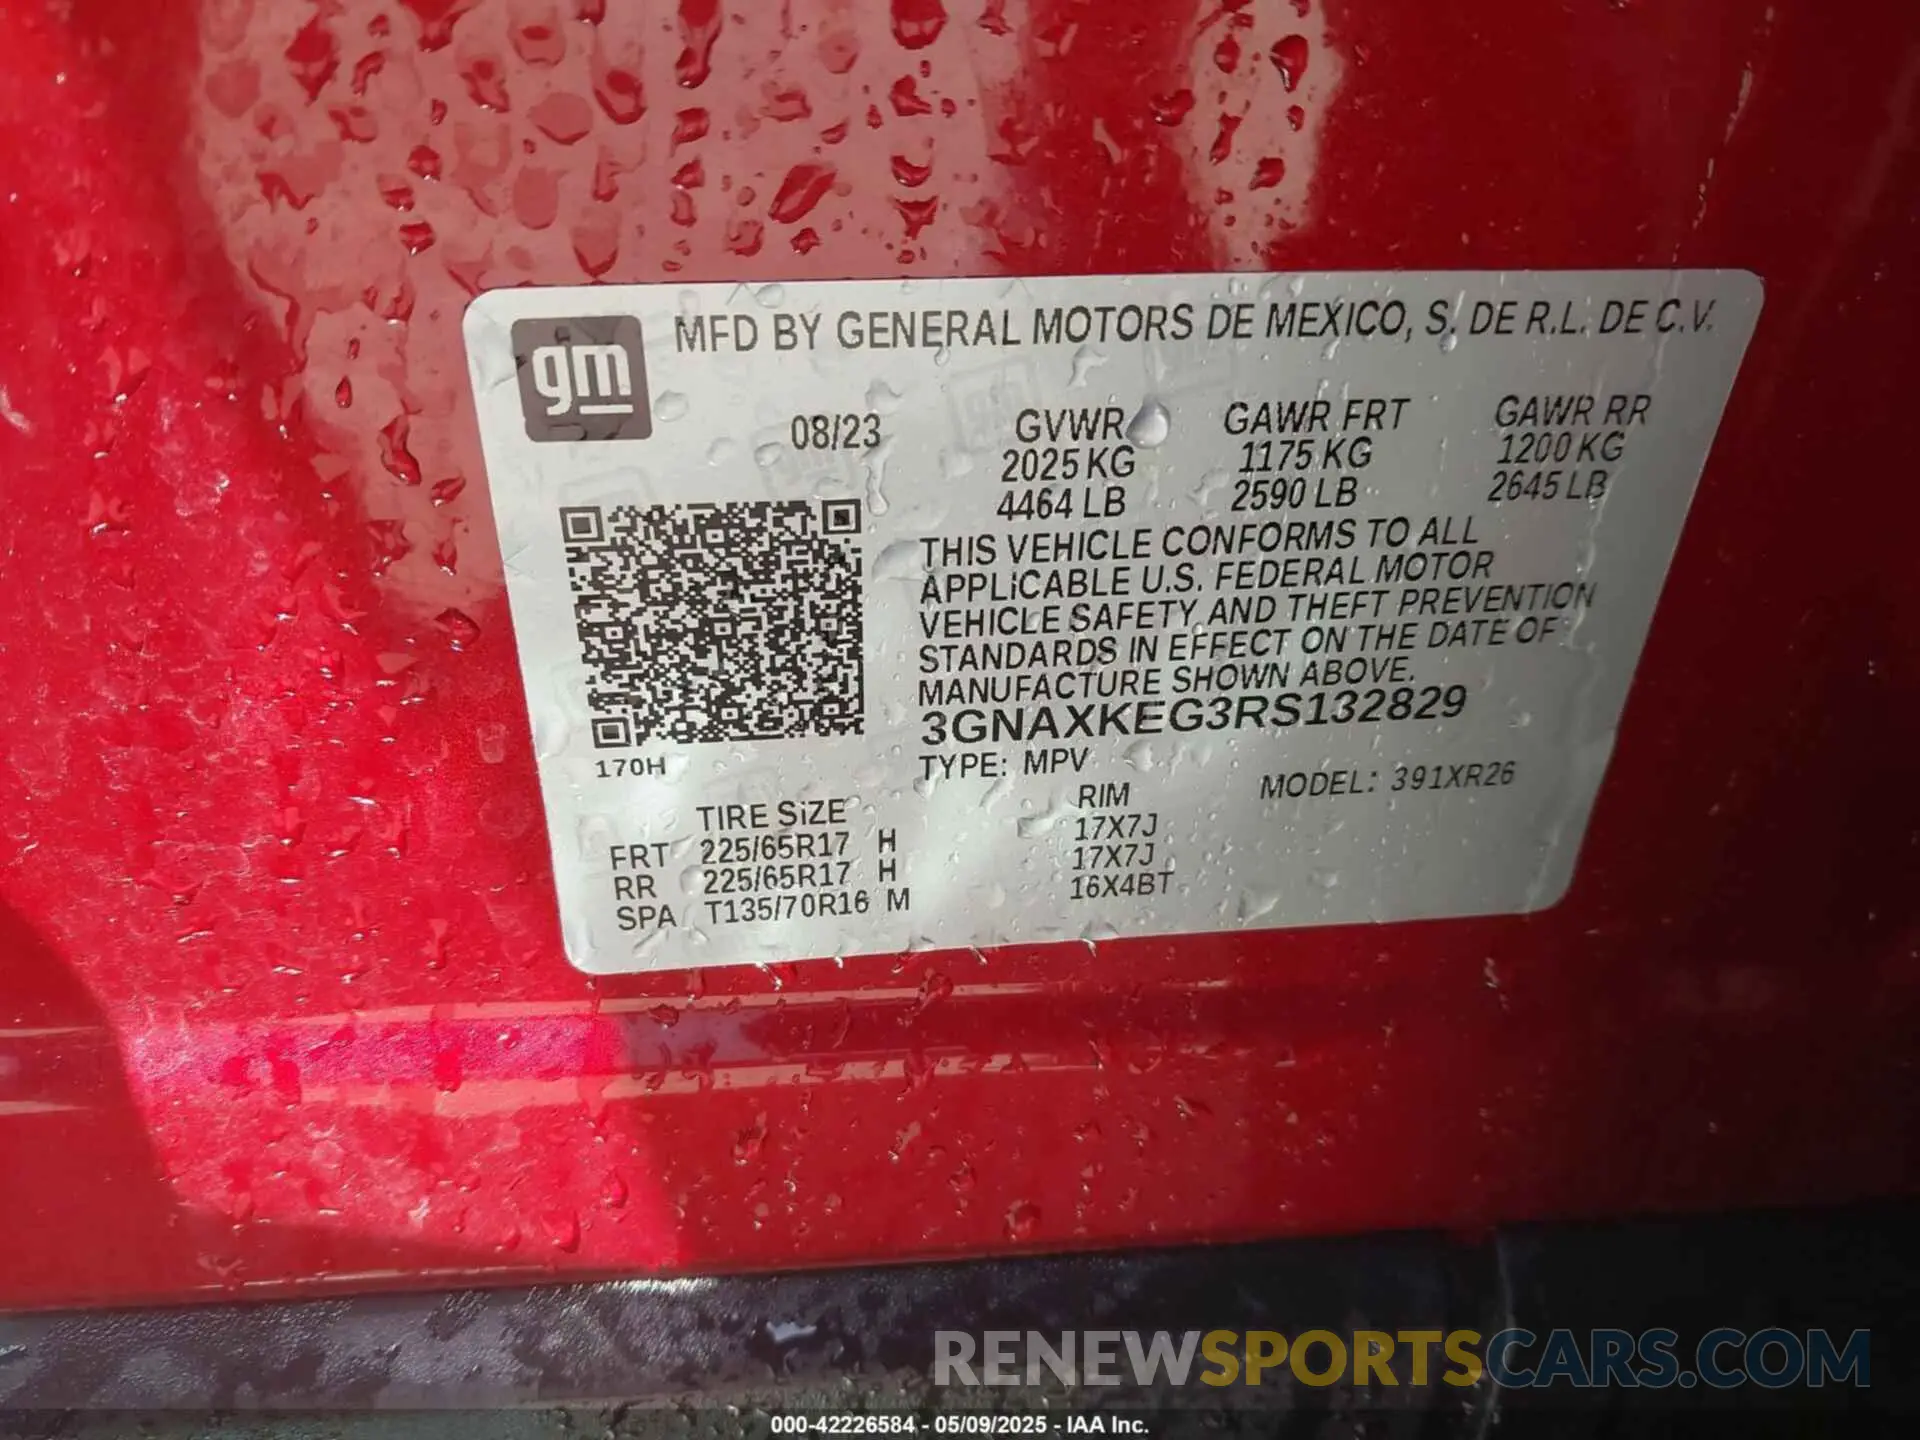 gm
MFD BY GENERAL MOTORS DE MEXICO, S. DE R.L. DE C.V.
08/23 GVWR GAWR FRT GAWR RR
2025 KG 1175 KG 1200 KG
4464 LB 2590 LB 2645 LB
THIS VEHICLE CONFORMS TO ALL
APPLICABLE U.S. FEDERAL MOTOR
VEHICLE SAFETY AND THEFT PREVENTION
STANDARDS IN EFFECT ON THE DATE OF
MANUFACTURE SHOWN ABOVE.
3GNAXKEG3RS132829
170H TYPE: MPV MODEL: 391XR26
TIRE SIZE RIM
FRT 225/65R17 H 17X7J
RR 225/65R17 H 17X7J
SPA T135/70R16 M 16X4BT
RENEWSPORTSCARS.COM
000-42226584 - 05/09/2025 - IAA Inc.